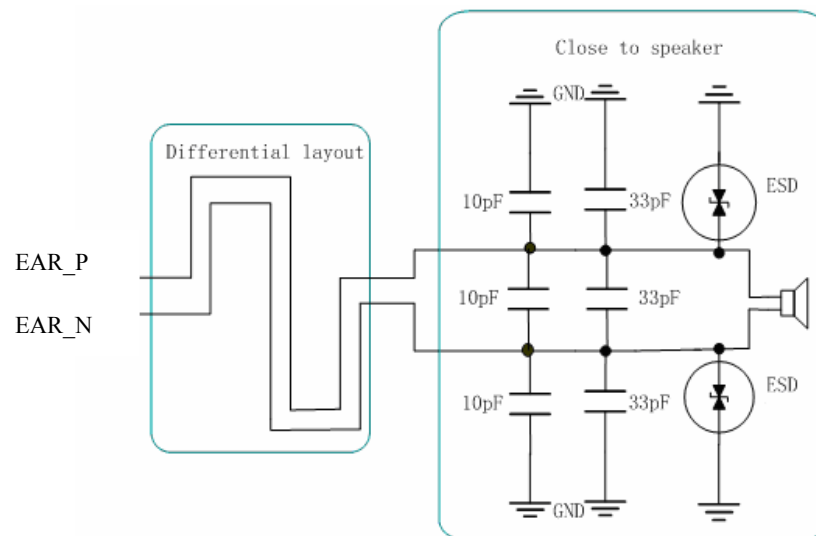 Close to speaker
GND
Differential layout
10pF
33pF
ESD
EAR_P
10pF
33pF
EAR_N
10pF
33pF
ESD
GND